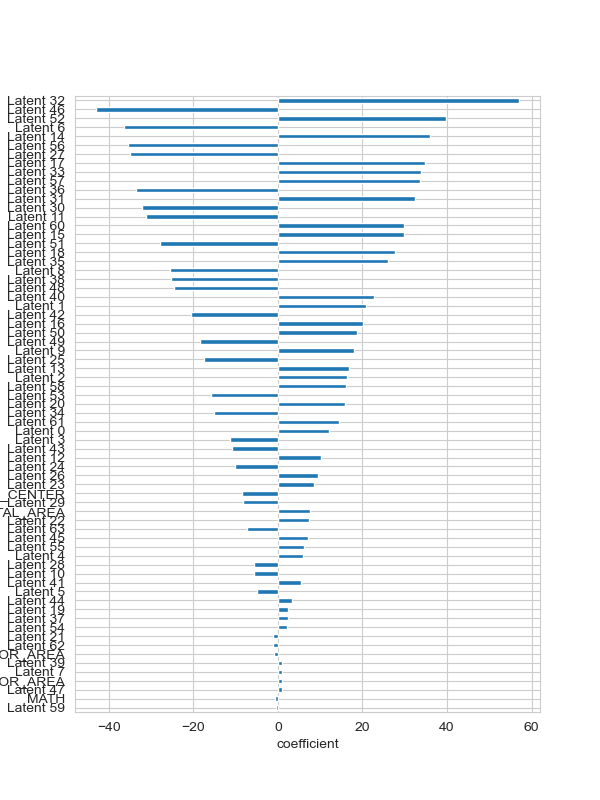 Latent 32
Latent 46
Latent 52
Latent 6
Latent 14
Latent 56
Latent 27
Latent 17
Latent 33
Latent 57
Latent 36
Latent 31
Latent 30
Latent 11
Latent 60
Latent 15
Latent 51
Latent 18
Latent 35
Latent 8
Latent 38
Latent 48
Latent 40
Latent 1
Latent 42
Latent 16
Latent 50
Latent 49
Latent 9
Latent 25
Latent 13
Latent 2
Latent 58
Latent 53
Latent 20
Latent 34
Latent 61
Latent 0
Latent 3
Latent 43
Latent 12
Latent 24
Latent 26
Latent 23
_CENTER
Latent 29
TAL_AREA
Latent 22
Latent 63
Latent 45
Latent 55
Latent 4
Latent 28
Latent 10
Latent 41
Latent 5
Latent 44
Latent 19
Latent 37
Latent 54
Latent 21
Latent 62
OR_AREA
Latent 39
Latent 7
OR_AREA
Latent 47
MATH
Latent 59
−40 −20 0 20 40 60
coefficient